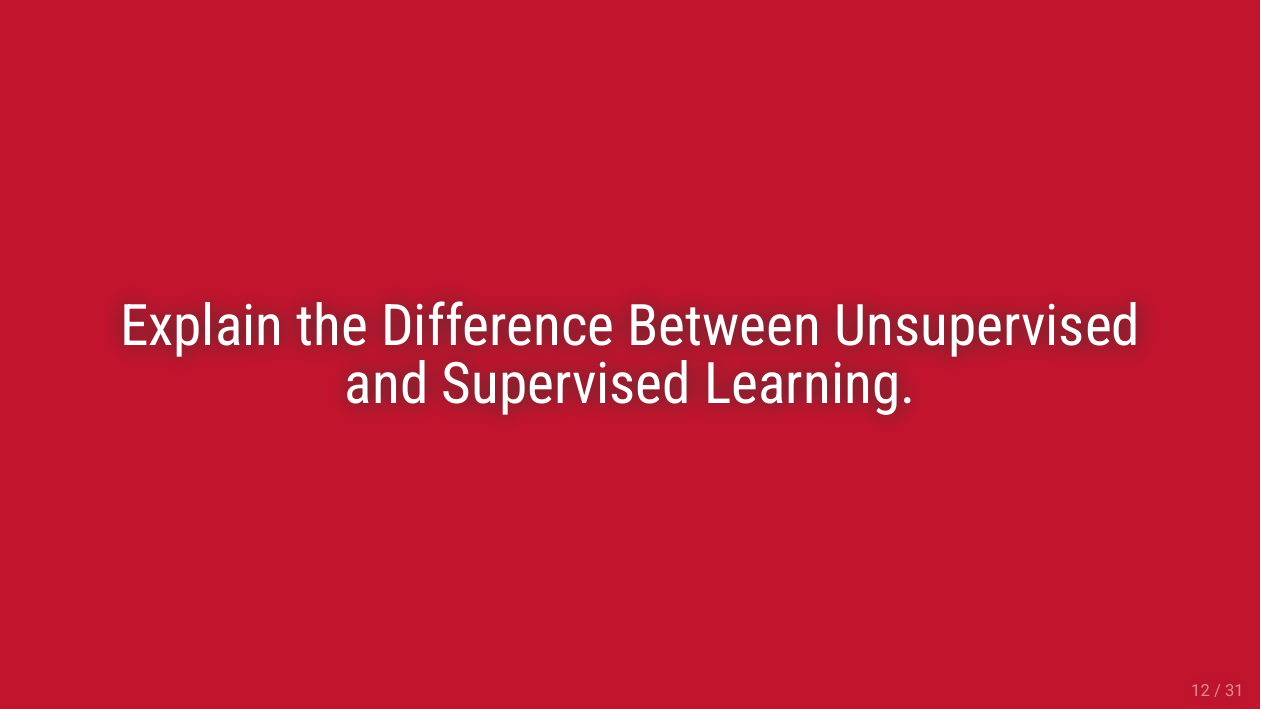 Explain the Difference Between Unsupervised
and Supervised Learning.
12 / 31